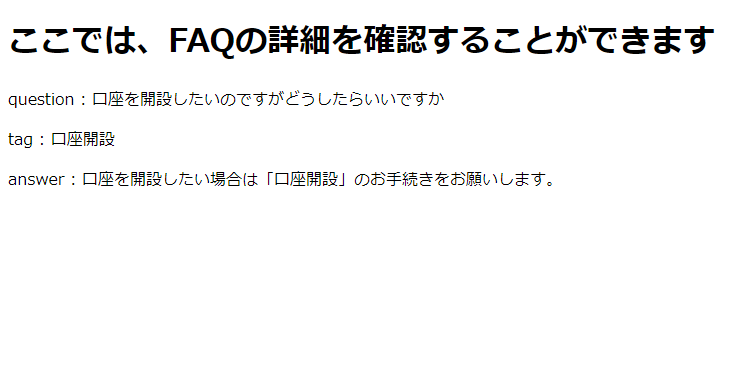 ここでは、FAQの詳細を確認することができます
question : 口座を開設したいのですがどうしたらいいですか
tag : 口座開設
answer : 口座を開設したい場合は「口座開設」のお手続きをお願いします。